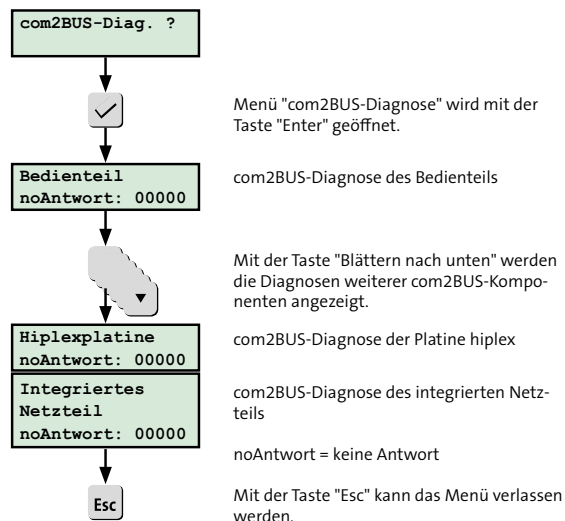 com2BUS-Diag. ?
Menü "com2BUS-Diagnose" wird mit der
Taste "Enter" geöffnet.
Bedienteil
noAntwort: 00000
com2BUS-Diagnose des Bedienteils
Mit der Taste "Blättern nach unten" werden
die Diagnosen weiterer com2BUS-Kompo-
nenten angezeigt.
Hiplexplatine
noAntwort: 00000
com2BUS-Diagnose der Platine hiplex
Integriertes
Netzteil
noAntwort: 00000
com2BUS-Diagnose des integrierten Netz-
teils
noAntwort = keine Antwort
Esc
Mit der Taste "Esc" kann das Menü verlassen
werden.